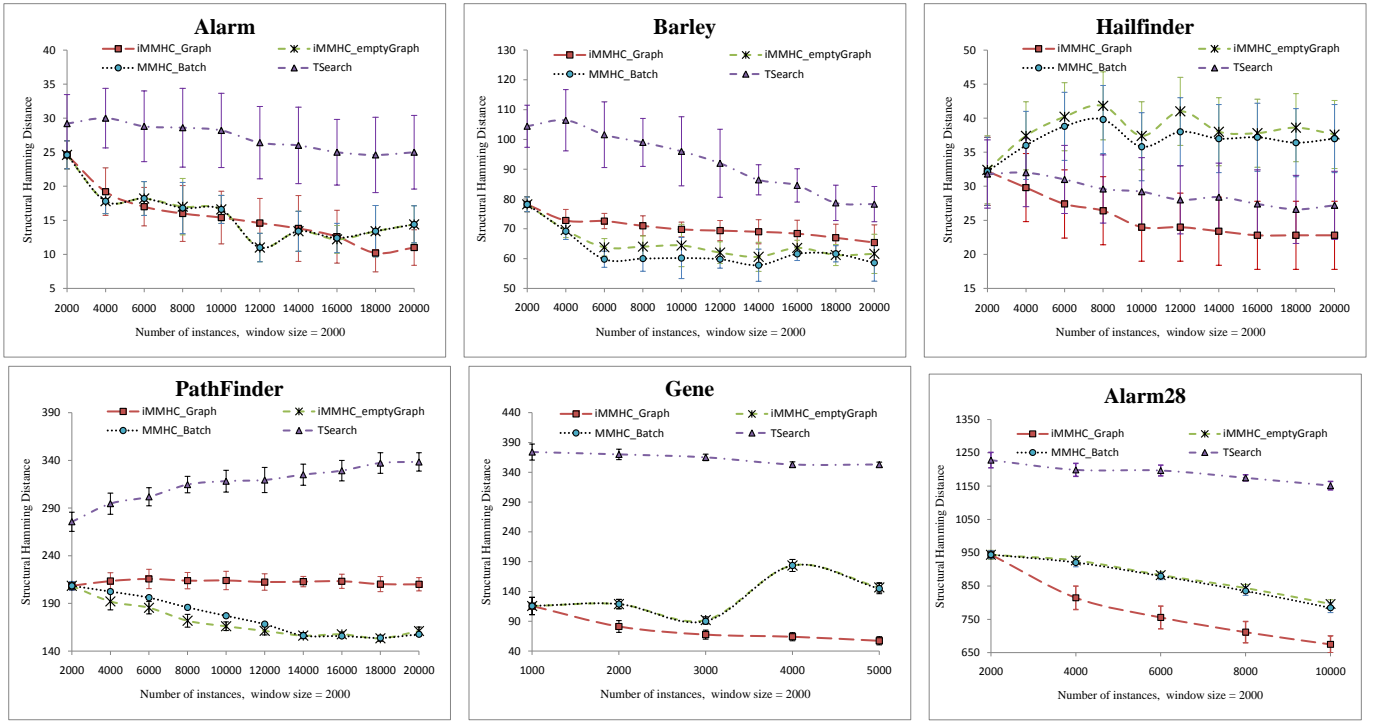 Alarm
iMMHC_Graph iMMHC_emptyGraph
MMHC_Batch TSearch
Structural Hamming Distance
40
35
30
25
20
15
10
5
2000 4000 6000 8000 10000 12000 14000 16000 18000 20000
Number of instances, window size = 2000
Barley
iMMHC_Graph iMMHC_emptyGraph
MMHC_Batch TSearch
Structural Hamming Distance
130
120
110
100
90
80
70
60
50
2000 4000 6000 8000 10000 12000 14000 16000 18000 20000
Number of instances, window size = 2000
Hailfinder
iMMHC_Graph iMMHC_emptyGraph
MMHC_Batch TSearch
Structural Hamming Distance
50
45
40
35
30
25
20
15
2000 4000 6000 8000 10000 12000 14000 16000 18000 20000
Number of instances, window size = 2000
PathFinder
iMMHC_Graph iMMHC_emptyGraph
MMHC_Batch TSearch
Structural Hamming Distance
390
340
290
240
190
140
2000 4000 6000 8000 10000 12000 14000 16000 18000 20000
Number of instances, window size = 2000
Gene
iMMHC_Graph iMMHC_emptyGraph
MMHC_Batch TSearch
Structural Hamming Distance
440
390
340
290
240
190
140
90
40
1000 2000 3000 4000 5000
Number of instances, window size = 2000
Alarm28
iMMHC_Graph iMMHC_emptyGraph
MMHC_Batch TSearch
Structural Hamming Distance
1350
1250
1150
1050
950
850
750
650
2000 4000 6000 8000 10000
Number of instances, window size = 2000